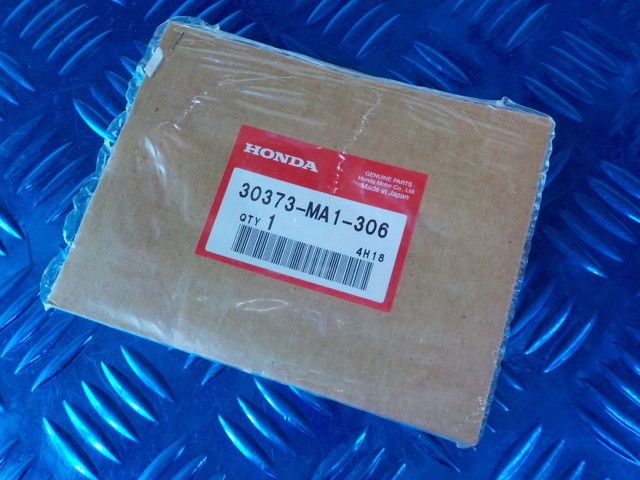 HONDA
GENUINE PARTS
Honda Motor Co., Ltd.
Made in Japan
30373-MA1-306
QTY 1
4H18